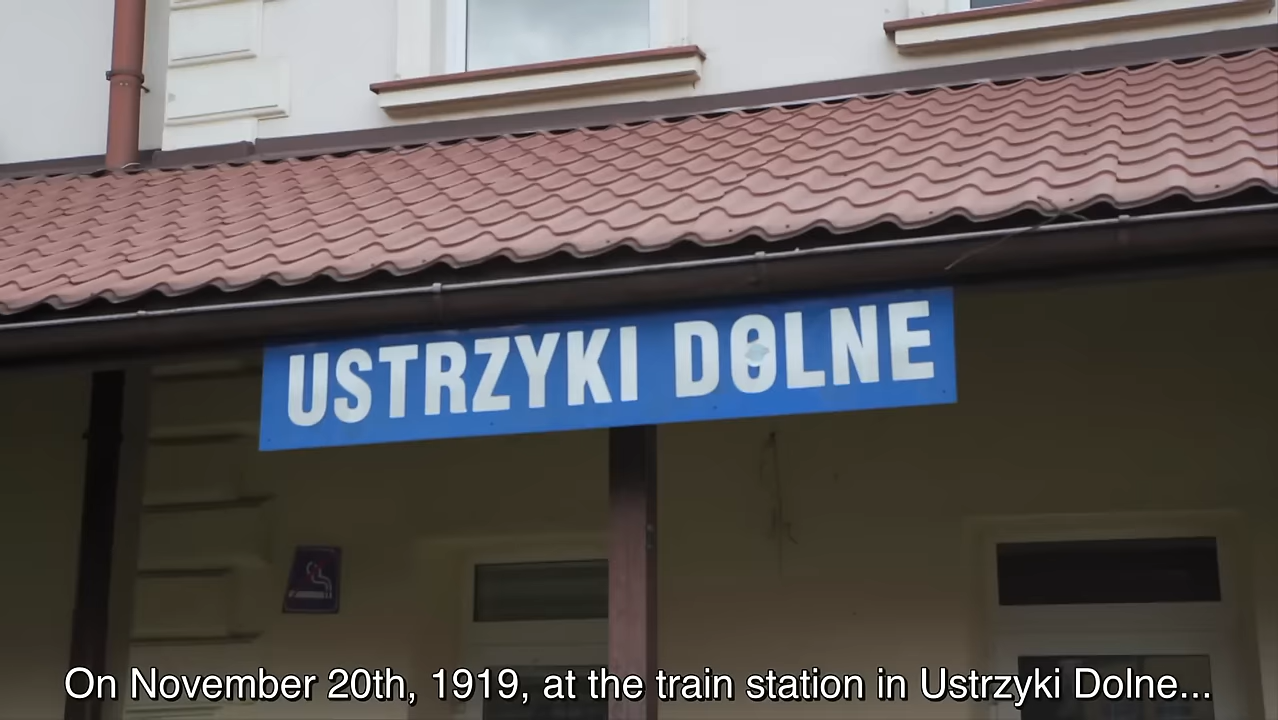 USTRZYKI DOLNE
On November 20th, 1919, at the train station in Ustrzyki Dolne...